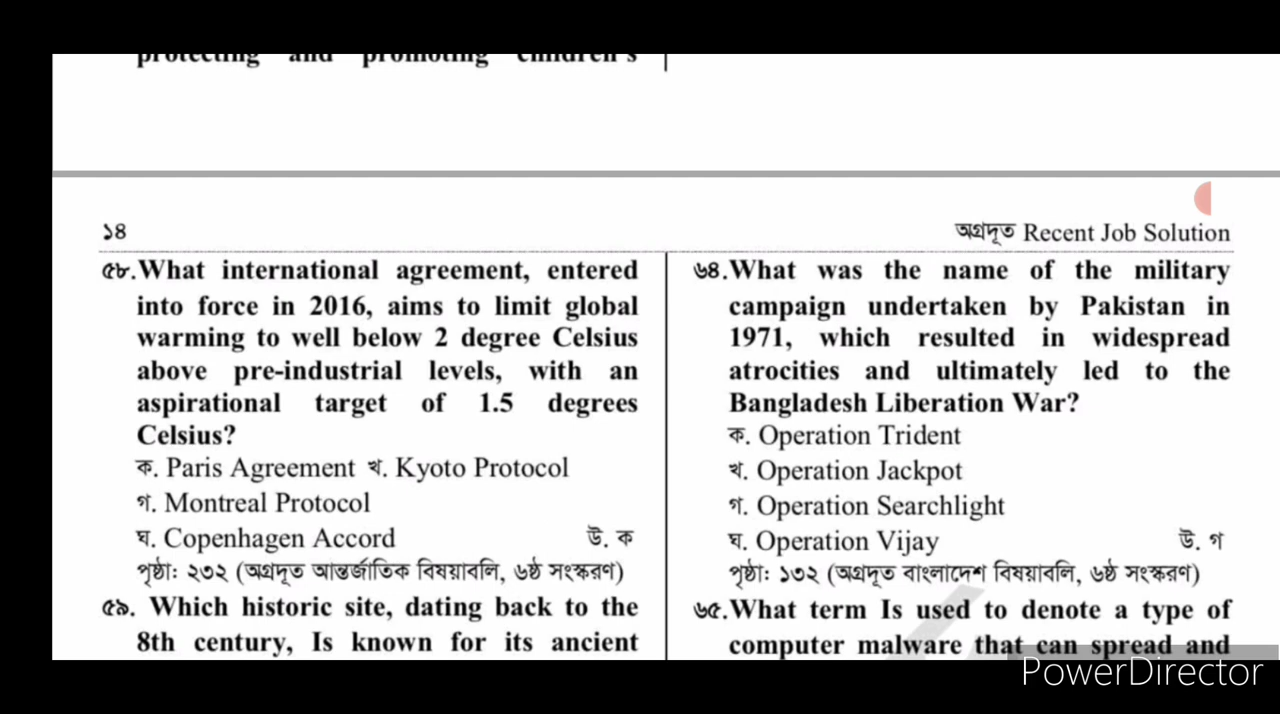 protecting and promoting children's
১৪
অগ্রদূত Recent Job Solution
৫৮.What international agreement, entered
into force in 2016, aims to limit global
warming to well below 2 degree Celsius
above pre-industrial levels, with an
aspirational target of 1.5 degrees
Celsius?
ক. Paris Agreement খ. Kyoto Protocol
গ. Montreal Protocol
ঘ. Copenhagen Accord উ. ক
পৃষ্ঠাঃ ২৩২ (অগ্রদূত আন্তর্জাতিক বিষয়াবলি, ৬ষ্ঠ সংস্করণ)
৫৯. Which historic site, dating back to the
8th century, Is known for its ancient
৬৪.What was the name of the military
campaign undertaken by Pakistan in
1971, which resulted in widespread
atrocities and ultimately led to the
Bangladesh Liberation War?
ক. Operation Trident
খ. Operation Jackpot
গ. Operation Searchlight
ঘ. Operation Vijay উ. গ
পৃষ্ঠাঃ ১৩২ (অগ্রদূত বাংলাদেশ বিষয়াবলি, ৬ষ্ঠ সংস্করণ)
৬৫.What term Is used to denote a type of
computer malware that can spread and
PowerDirector